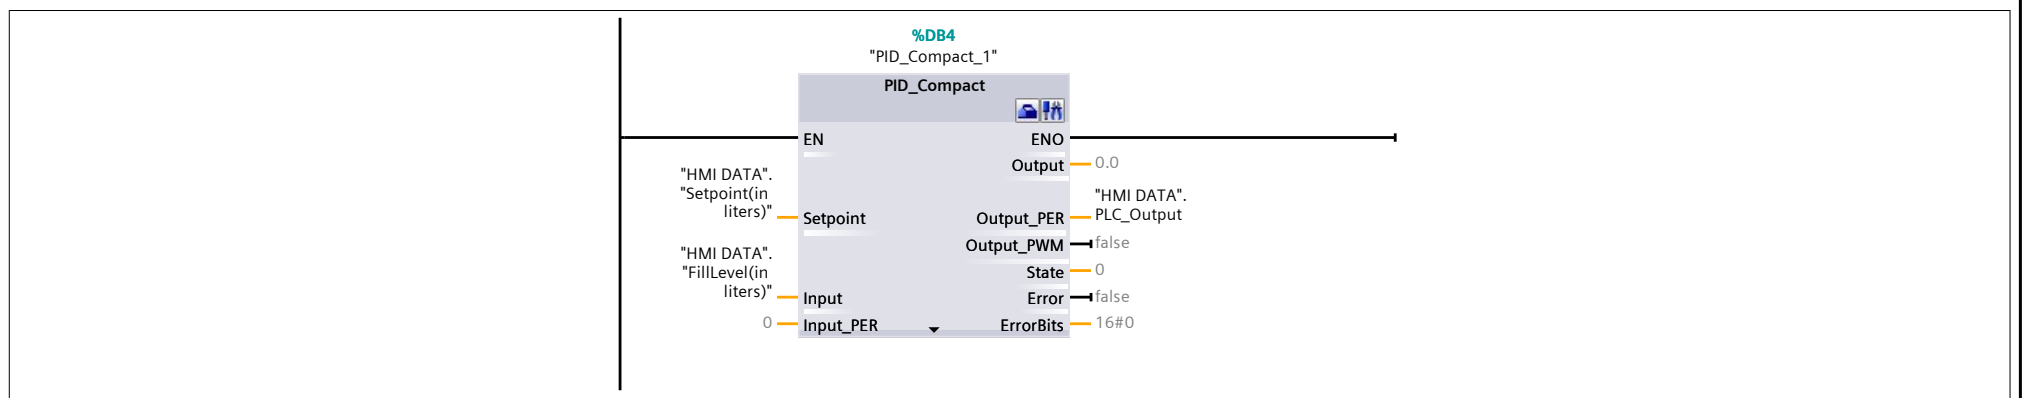 %DB4
"PID_Compact_1"
PID_Compact
EN
ENO
Output
0.0
"HMI DATA".
"Setpoint(in
liters)"
Setpoint
Output_PER
"HMI DATA".
PLC_Output
Output_PWM
false
"HMI DATA".
"FillLevel(in
liters)"
Input
State
0
Error
false
0
Input_PER
ErrorBits
16#0